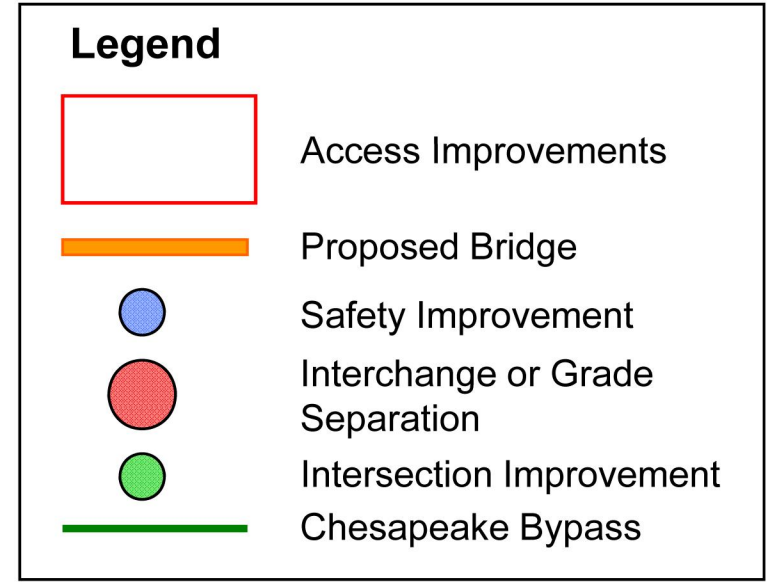 Legend
Access Improvements
Proposed Bridge
Safety Improvement
Interchange or Grade
Separation
Intersection Improvement
Chesapeake Bypass